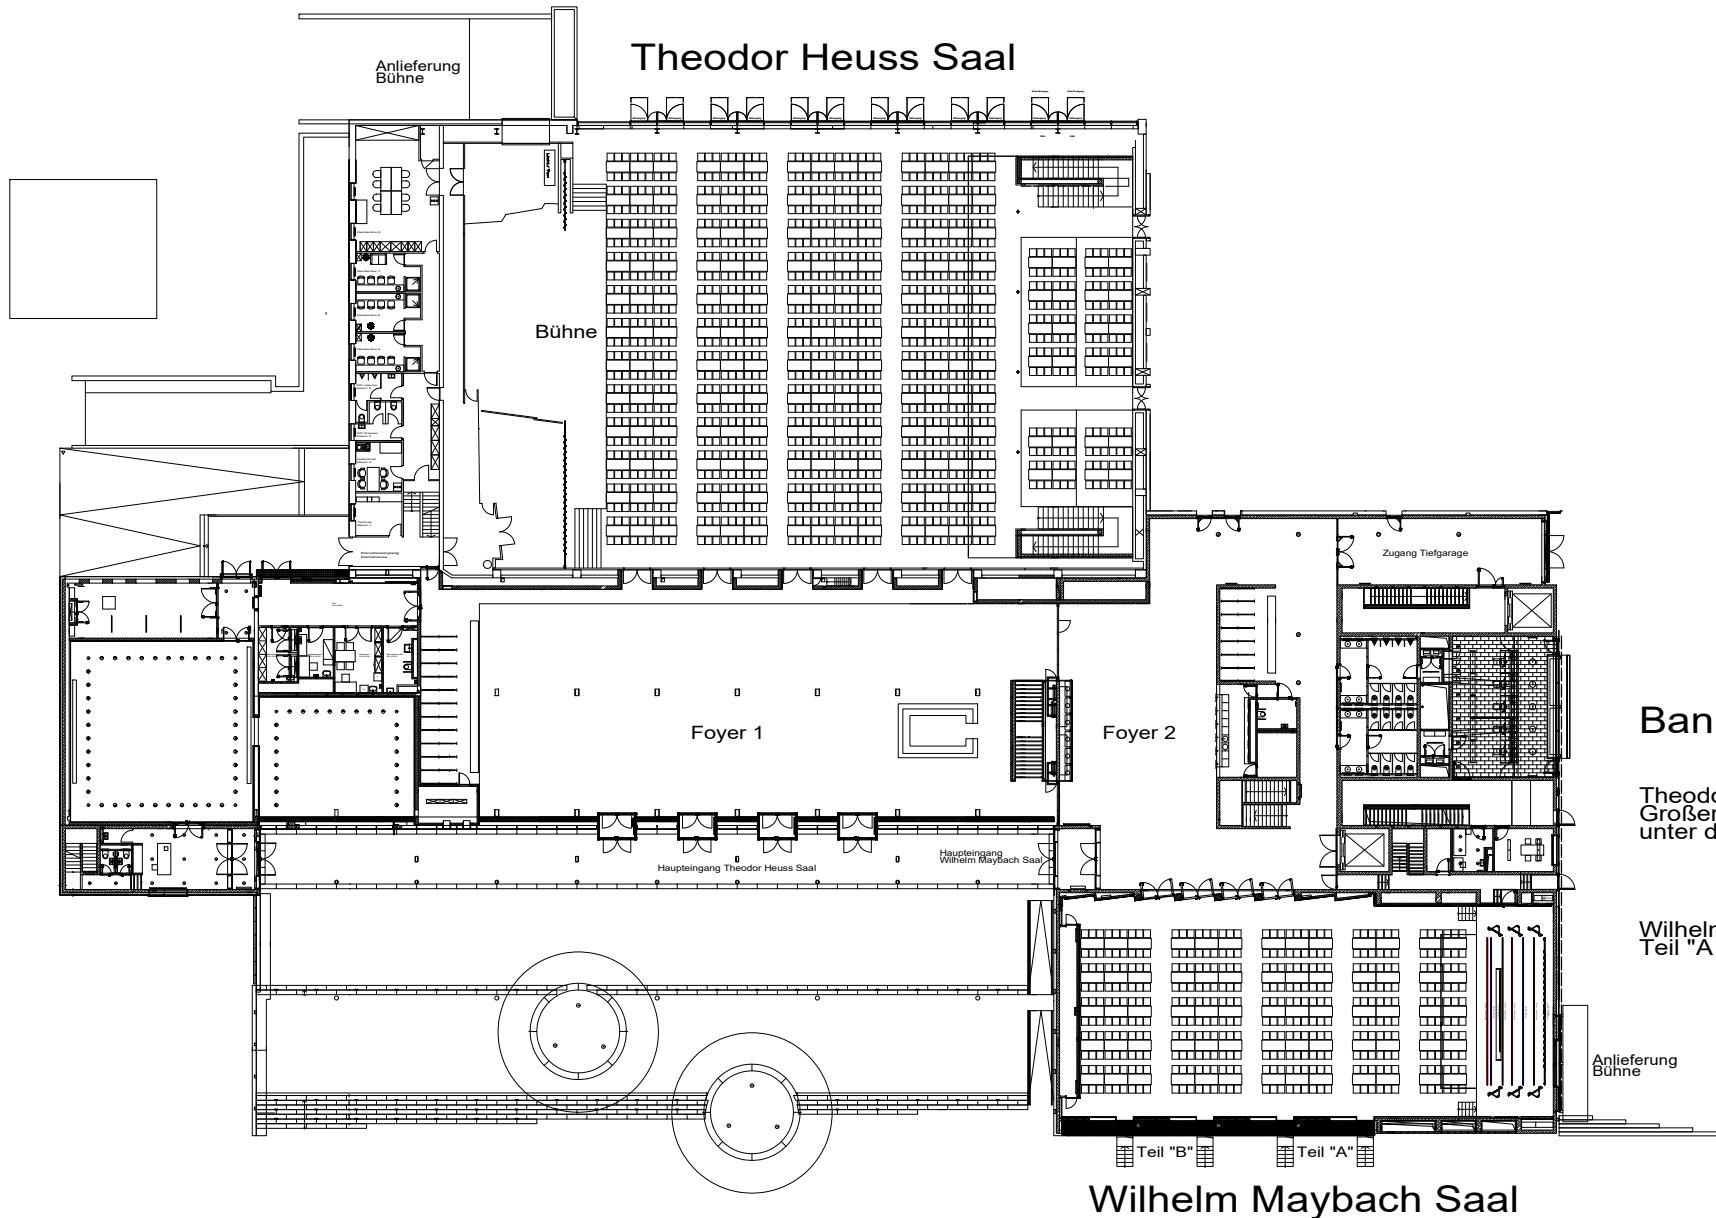 Theodor Heuss Saal
Anlieferung
Bühne
Bühne
Zugang Tiefgarage
Foyer 1
Foyer 2
Ban
Theodo
Großer
unter d
Haupteingang
Wilhelm Maybach Saal
Haupteingang Theodor Heuss Saal
Wilhelm
Teil "A
Anlieferung
Bühne
Teil "B"
Teil "A"
Wilhelm Maybach Saal